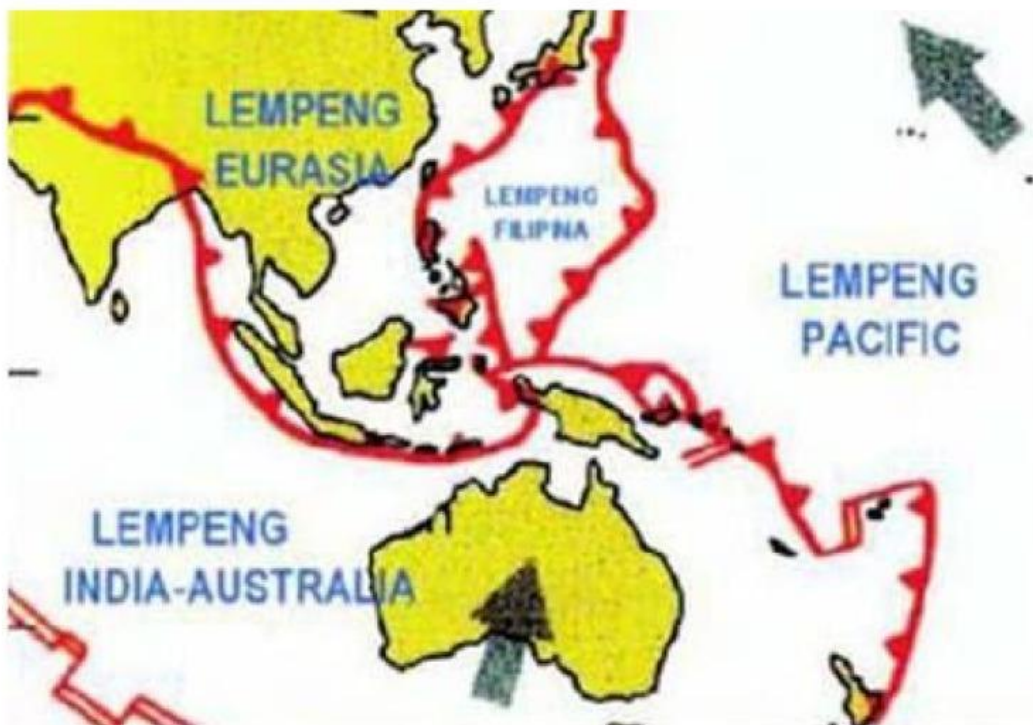 LEMPENG
EURASIA
LEMPENG
FILIPINA
LEMPENG
PACIFIC
LEMPENG
INDIA-AUSTRALIA